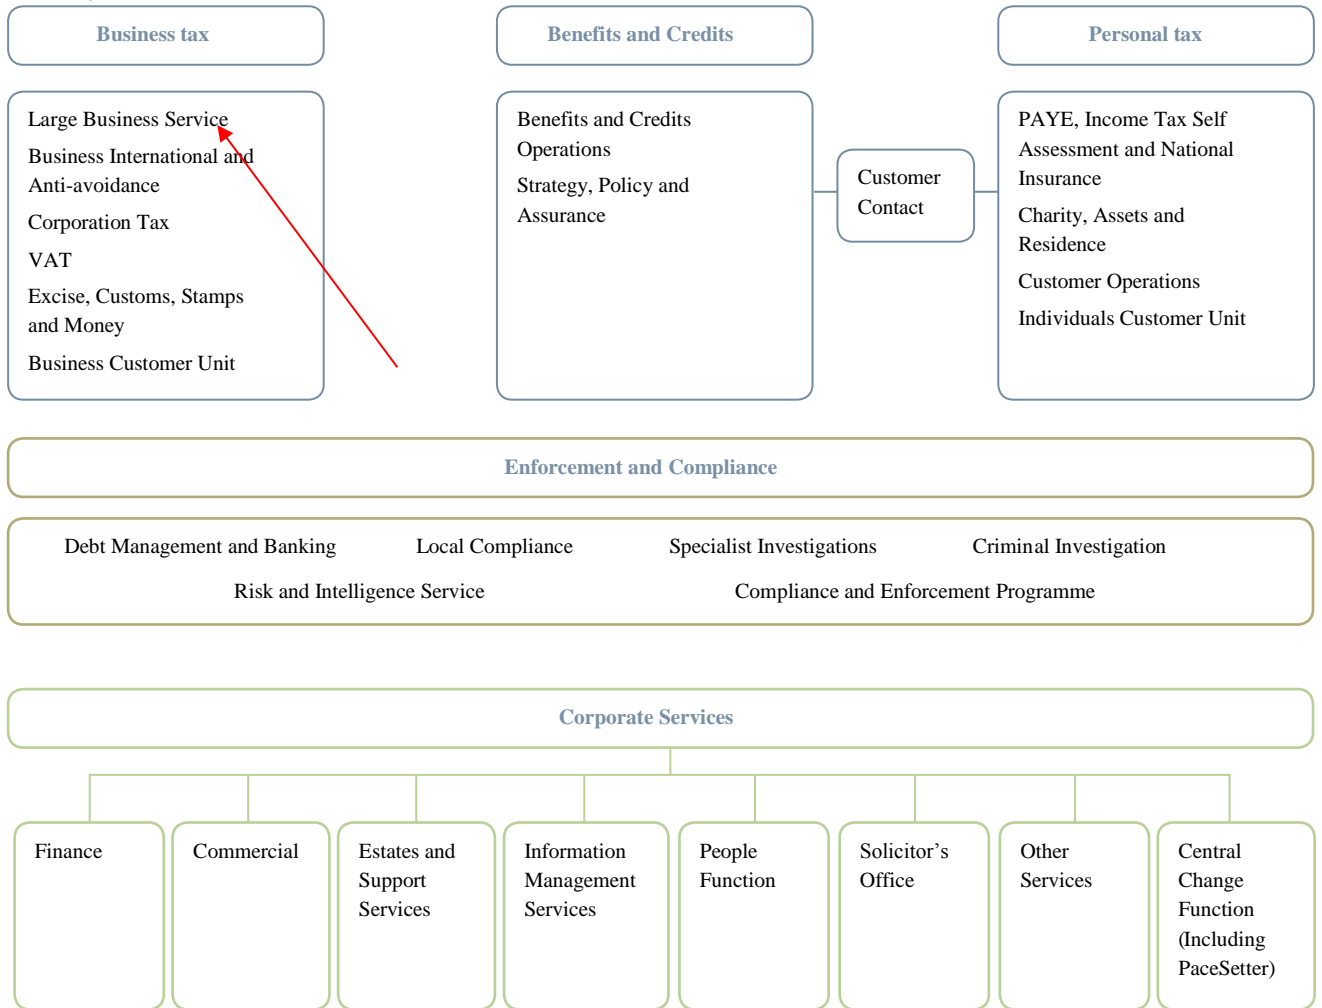 Business tax
Benefits and Credits
Personal tax
Large Business Service
Business International and
Anti-avoidance
Corporation Tax
VAT
Excise, Customs, Stamps
and Money
Business Customer Unit
Benefits and Credits
Operations
Strategy, Policy and
Assurance
Customer
Contact
PAYE, Income Tax Self
Assessment and National
Insurance
Charity, Assets and
Residence
Customer Operations
Individuals Customer Unit
Enforcement and Compliance
Debt Management and Banking
Local Compliance
Specialist Investigations
Criminal Investigation
Risk and Intelligence Service
Compliance and Enforcement Programme
Corporate Services
Finance
Commercial
Estates and
Support
Services
Information
Management
Services
People
Function
Solicitor’s
Office
Other
Services
Central
Change
Function
(Including
PaceSetter)